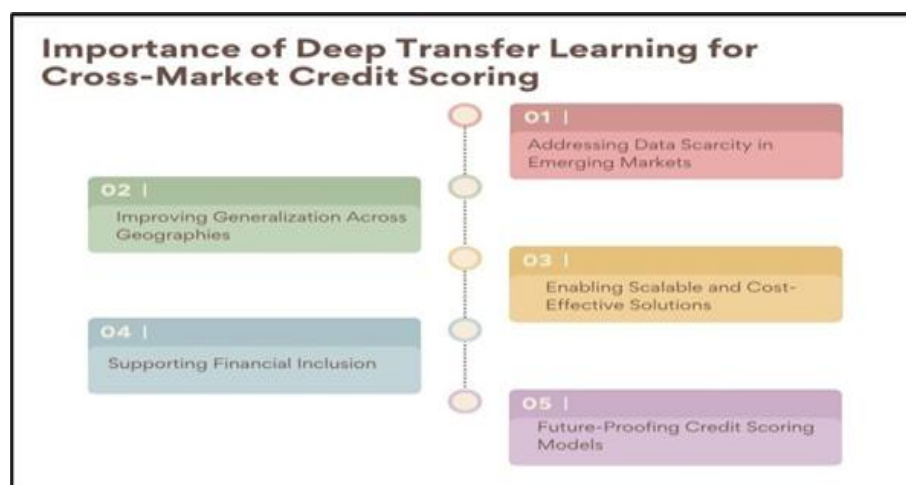 Importance of Deep Transfer Learning for
Cross-Market Credit Scoring
01 |
Addressing Data Scarcity in
Emerging Markets
02 |
Improving Generalization Across
Geographies
03 |
Enabling Scalable and Cost-
Effective Solutions
04 |
Supporting Financial Inclusion
05 |
Future-Proofing Credit Scoring
Models